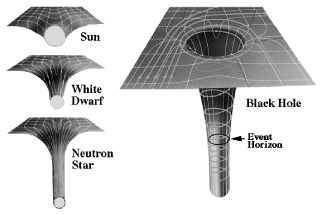 Sun
White
Dwarf
Neutron
Star
Black Hole
Event
Horizon